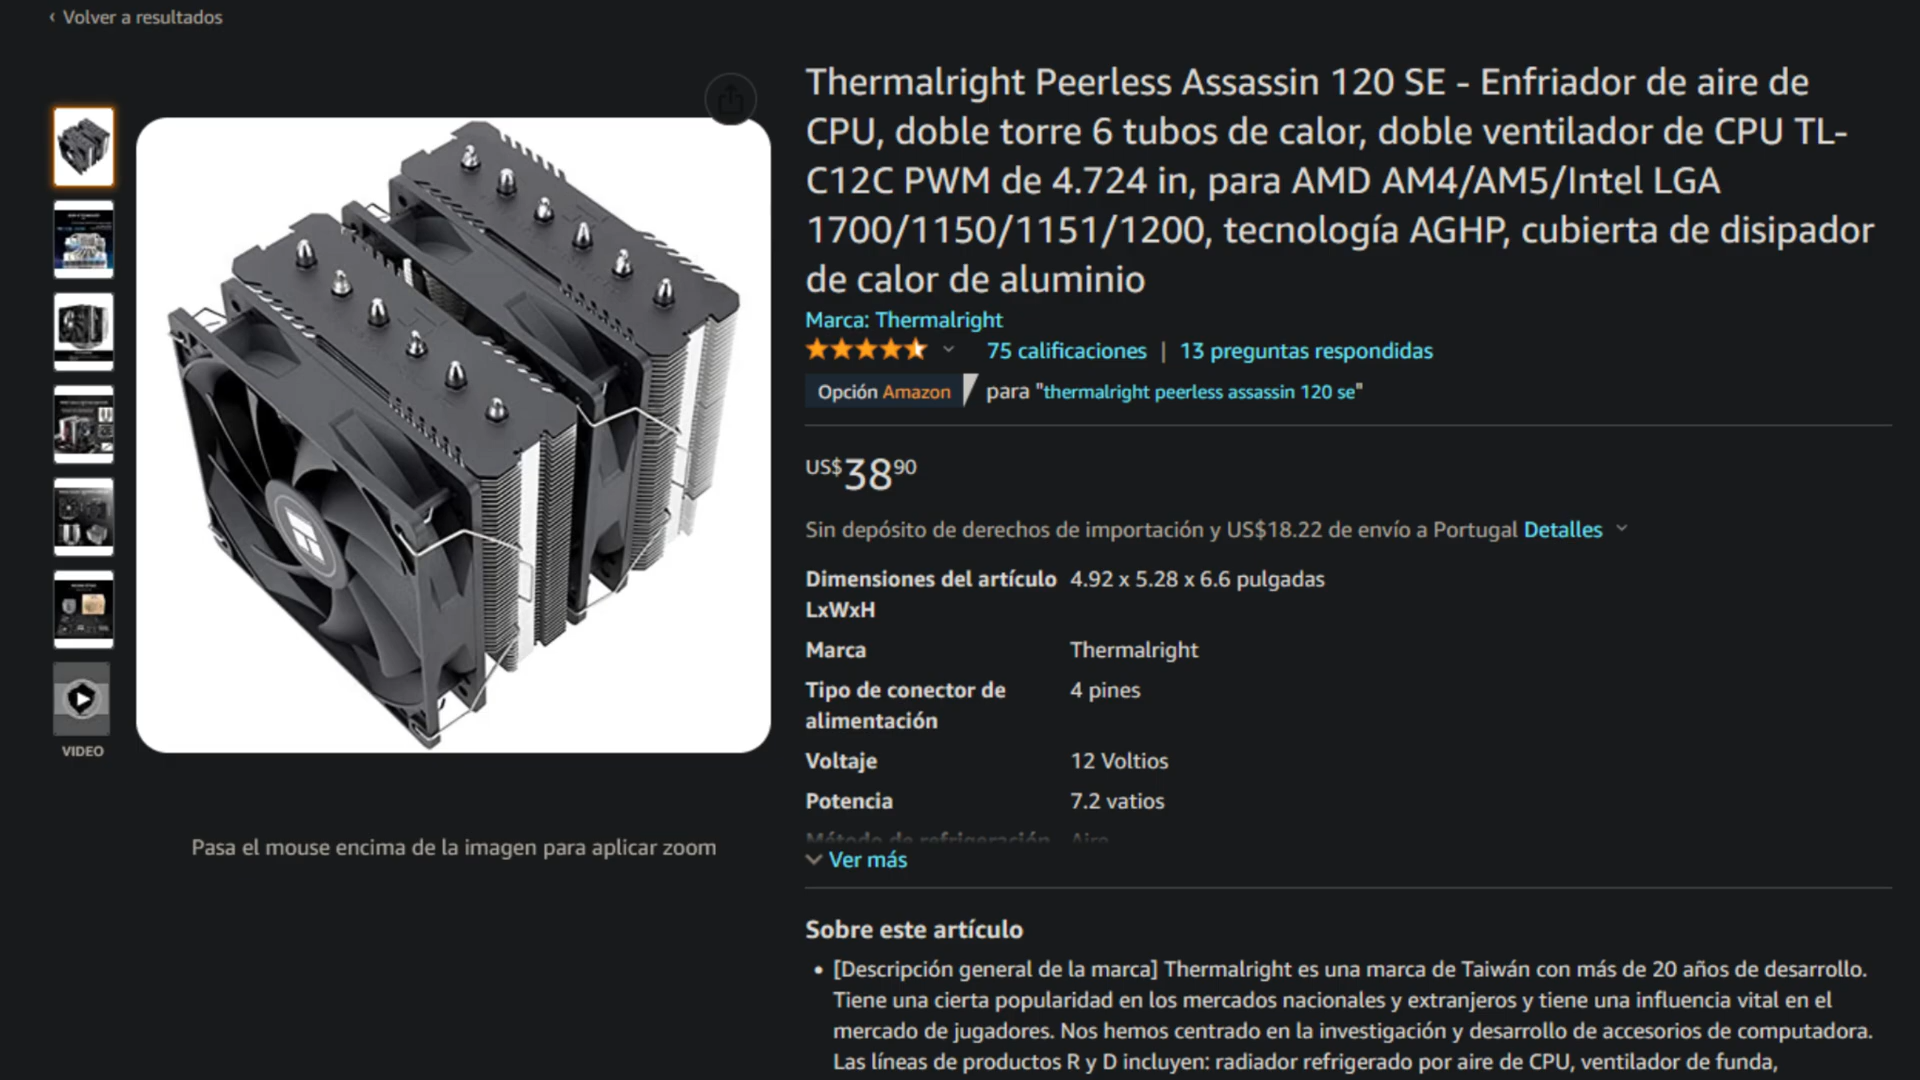 ‹ Volver a resultados
Thermalright Peerless Assassin 120 SE - Enfriador de aire de
CPU, doble torre 6 tubos de calor, doble ventilador de CPU TL-
C12C PWM de 4.724 in, para AMD AM4/AM5/Intel LGA
1700/1150/1151/1200, tecnología AGHP, cubierta de disipador
de calor de aluminio
Marca: Thermalright
75 calificaciones | 13 preguntas respondidas
Opción Amazon para "thermalright peerless assassin 120 se"
US$3890
Sin depósito de derechos de importación y US$18.22 de envío a Portugal Detalles
Dimensiones del artículo 4.92 x 5.28 x 6.6 pulgadas
LxWxH
Marca Thermalright
Tipo de conector de 4 pines
alimentación
Voltaje 12 Voltios
Potencia 7.2 vatios
Método de refrigeración Aire
Ver más
VIDEO
Pasa el mouse encima de la imagen para aplicar zoom
Sobre este artículo
• [Descripción general de la marca] Thermalright es una marca de Taiwán con más de 20 años de desarrollo.
Tiene una cierta popularidad en los mercados nacionales y extranjeros y tiene una influencia vital en el
mercado de jugadores. Nos hemos centrado en la investigación y desarrollo de accesorios de computadora.
Las líneas de productos R y D incluyen: radiador refrigerado por aire de CPU, ventilador de funda,